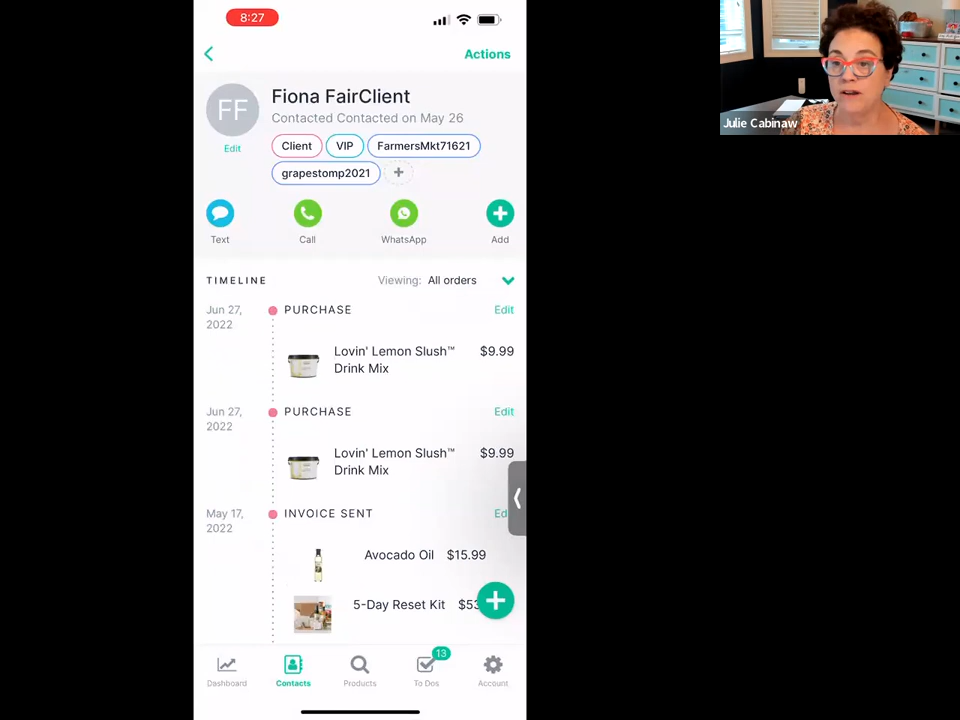 8:27
Actions
FF
Fiona FairClient
Contacted Contacted on May 26
Edit
Client VIP FarmersMkt71621
grapestomp2021 +
Text Call WhatsApp Add
TIMELINE Viewing: All orders
Jun 27, 2022 PURCHASE Edit
Lovin' Lemon Slush™ $9.99
Drink Mix
Jun 27, 2022 PURCHASE Edit
Lovin' Lemon Slush™ $9.99
Drink Mix
May 17, 2022 INVOICE SENT Ed
Avocado Oil $15.99
5-Day Reset Kit
13
Dashboard Contacts Products To Dos Account
Julie Cabinaw